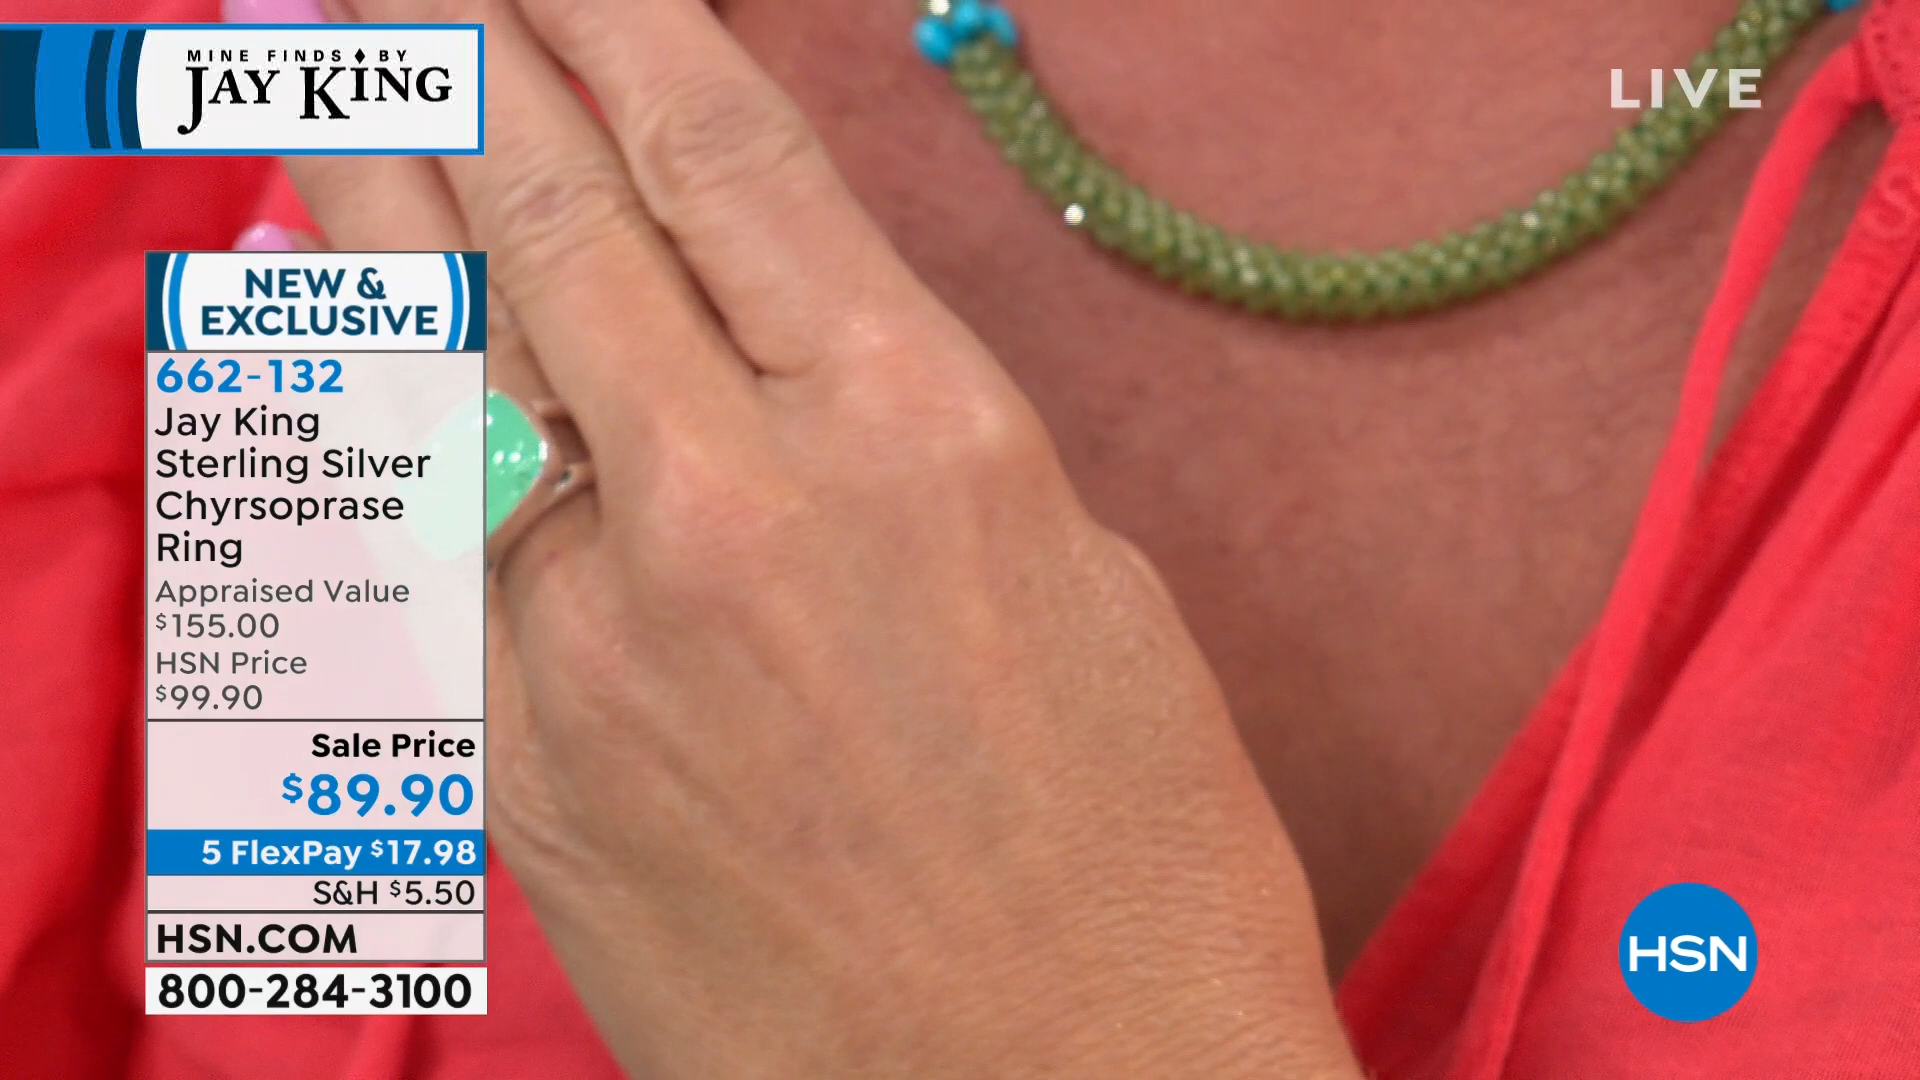 MINE FINDS♦BY
JAY KING
LIVE
NEW &
EXCLUSIVE
662-132
Jay King
Sterling Silver
Chyrsoprase
Ring
Appraised Value
$155.00
HSN Price
$99.90
Sale Price
$89.90
5 FlexPay $17.98
S&H $5.50
HSN.COM
800-284-3100
HSN